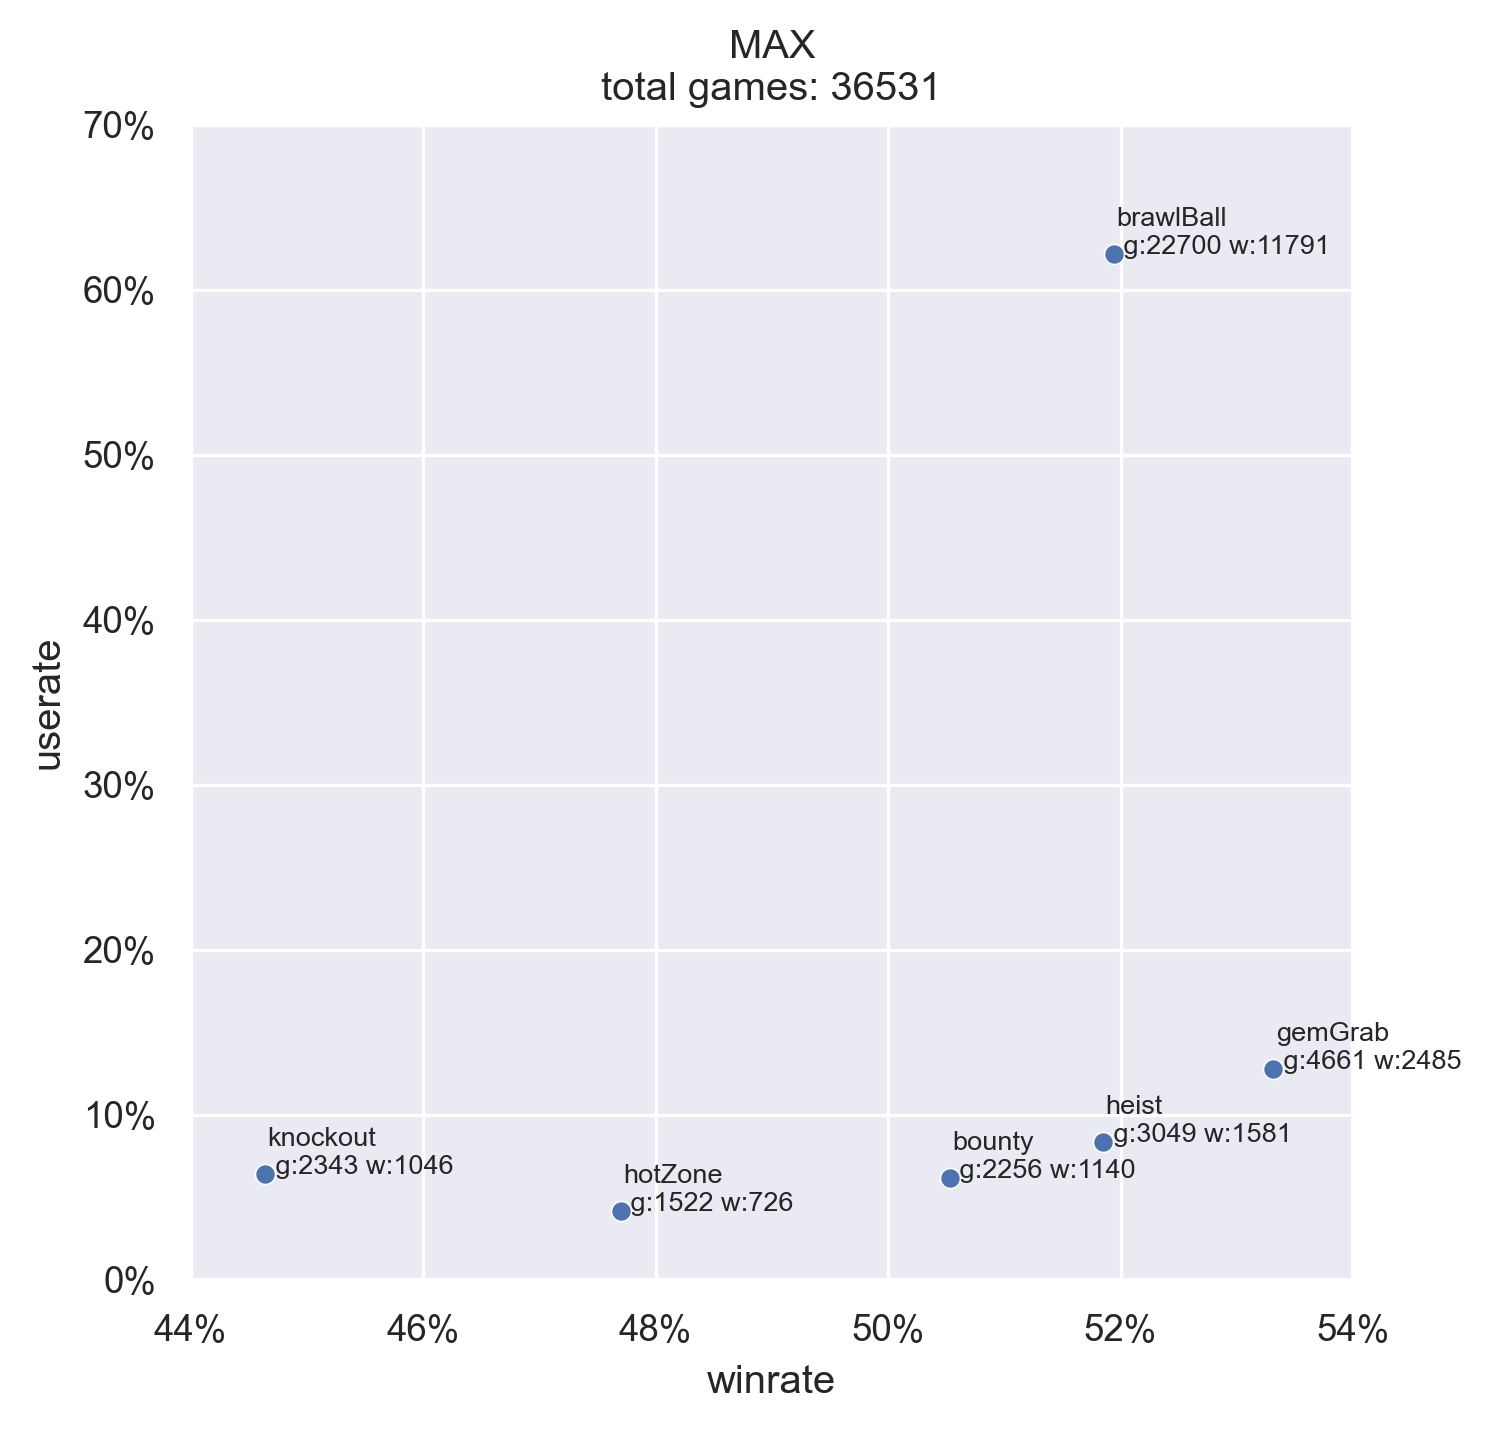 MAX
total games: 36531
70%
60%
50%
40%
30%
20%
10%
0%
userate
brawlBall
g:22700 w:11791
gemGrab
g:4661 w:2485
heist
g:3049 w:1581
bounty
g:2256 w:1140
knockout
g:2343 w:1046
hotZone
g:1522 w:726
44% 46% 48% 50% 52% 54%
winrate